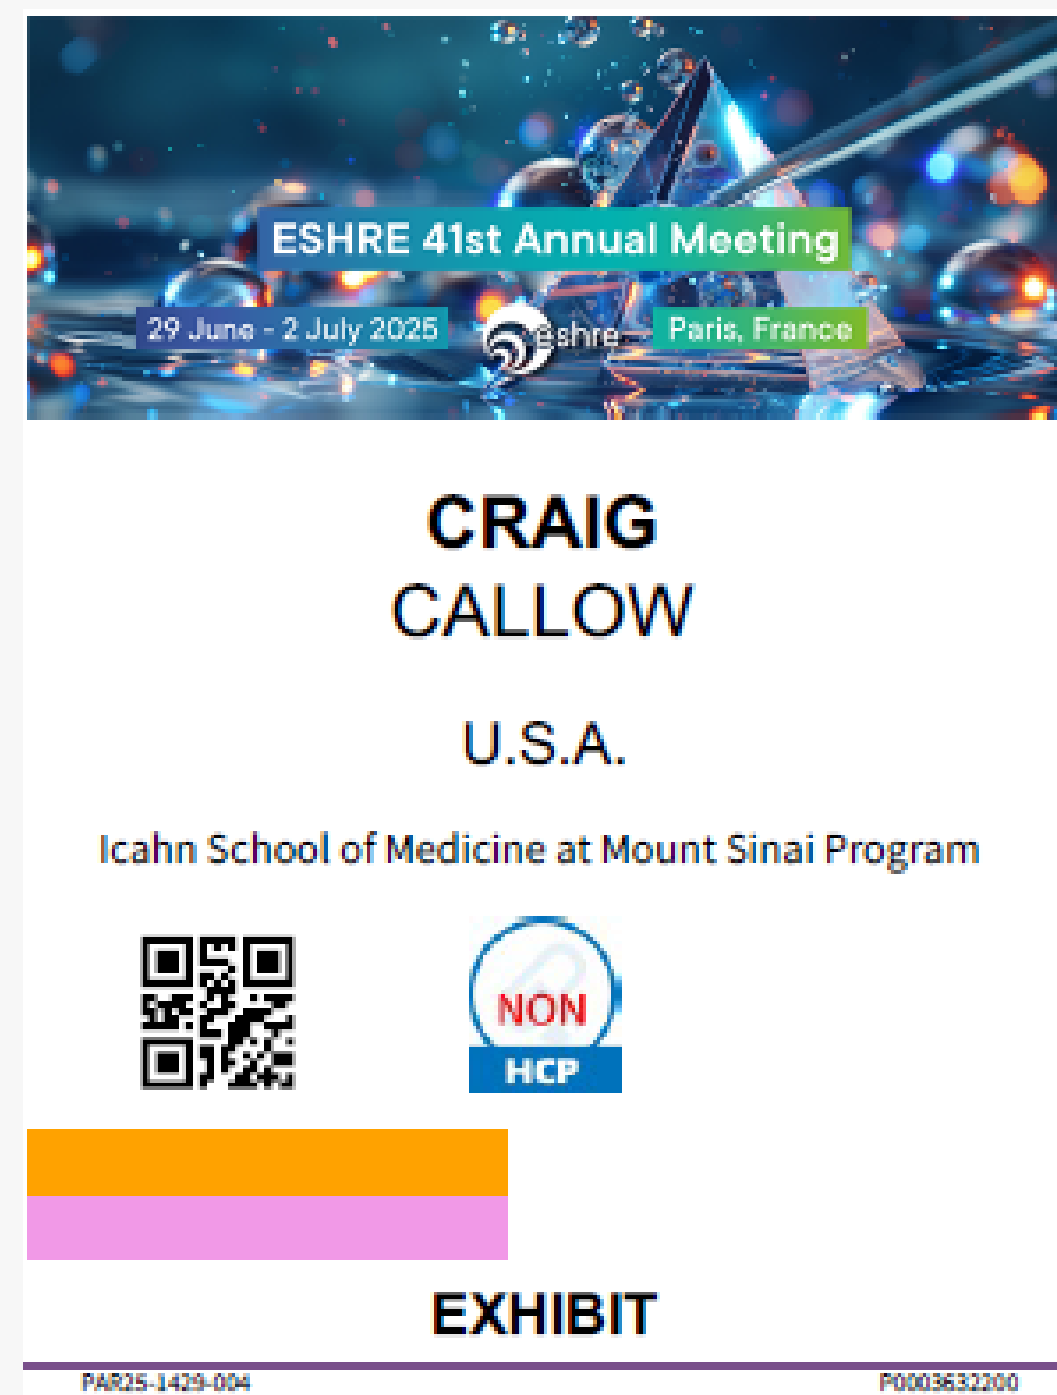 ESHRE 41st Annual Meeting
29 June - 2 July 2025
eshre
Paris, France
CRAIG
CALLOW
U.S.A.
Icahn School of Medicine at Mount Sinai Program
NON
HCP
EXHIBIT
PAR25-1429-004
P0003632200